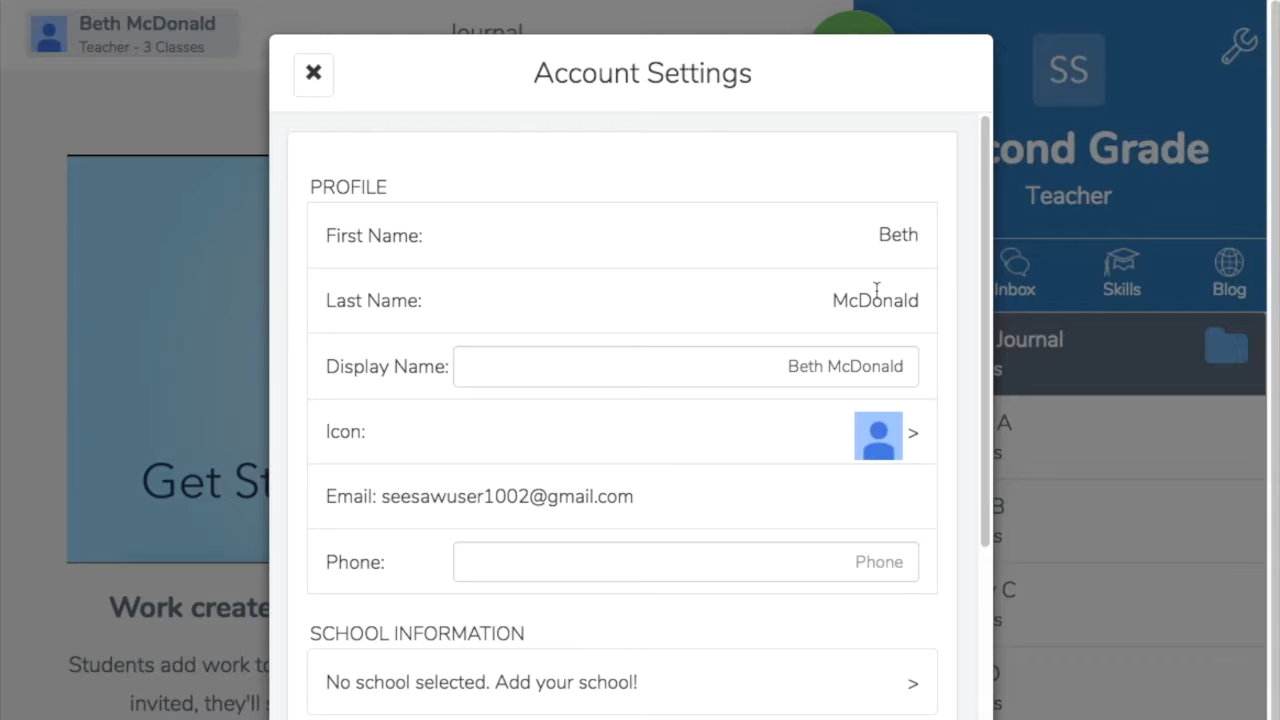 Beth McDonald
Teacher - 3 Classes
Journal
Account Settings
PROFILE
First Name: Beth
Last Name: McDonald
Display Name: Beth McDonald
Icon: >
Email: seesawuser1002@gmail.com
Phone: Phone
SCHOOL INFORMATION
No school selected. Add your school! >
Get St
Work create
Students add work to
invited, they'll s
SS
cond Grade
Teacher
Inbox Skills Blog
Journal
s
A
s
B
s
C
s
D
s